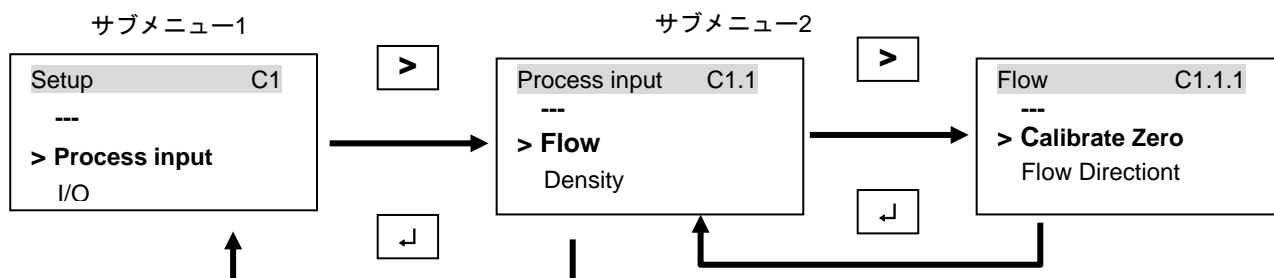 サブメニュー1
サブメニュー2
Setup C1
---
> Process input
I/O
>
↵
Process input C1.1
---
> Flow
Density
>
↵
Flow C1.1.1
---
> Calibrate Zero
Flow Directiont